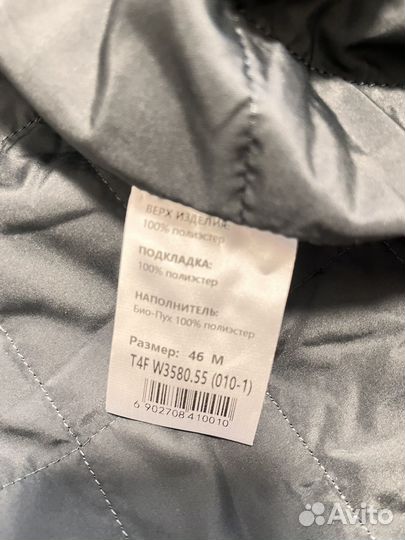 ВЕРХ ИЗДЕЛИЯ:
100% полиэстер
ПОДКЛАДКА:
100% полиэстер
НАПОЛНИТЕЛЬ:
Био-Пух 100% полиэстер
Размер: 46 M
T4F W3580.55 (010-1)
6 902708 410010
Avito